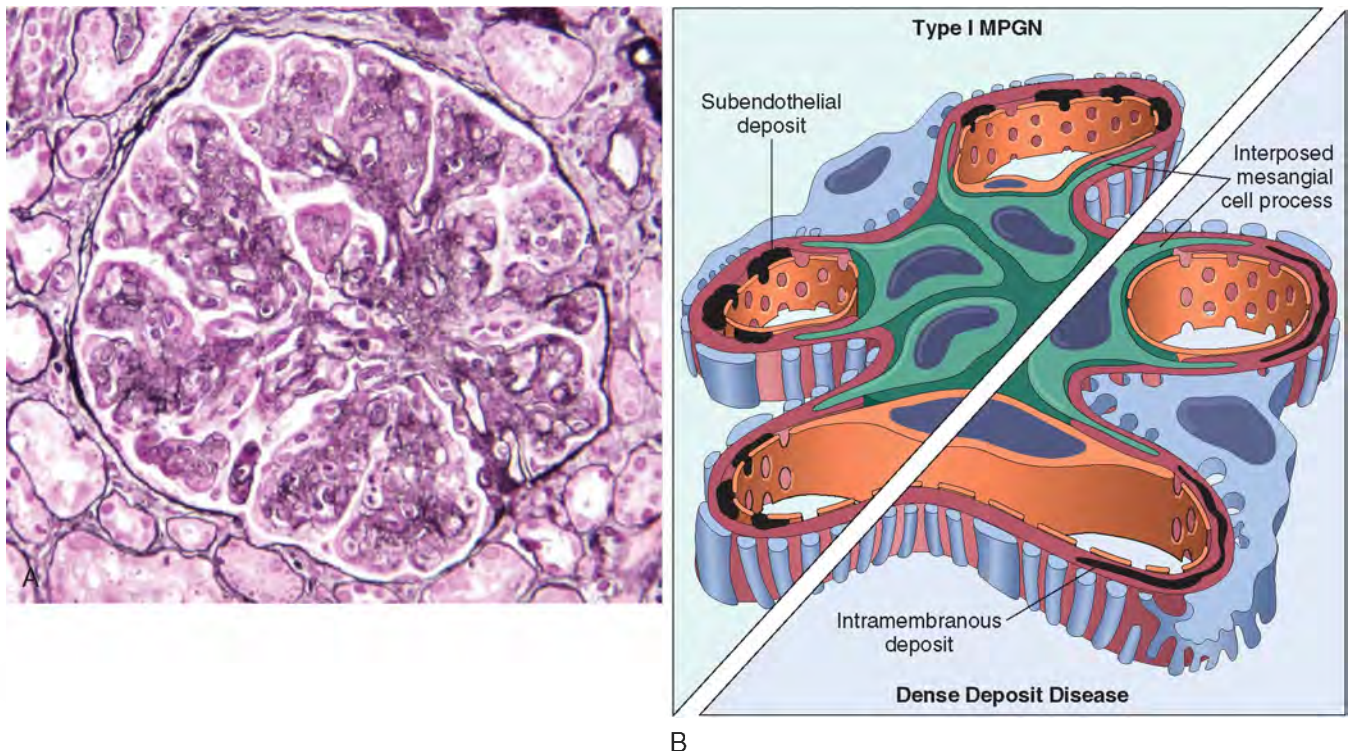 A
Type I MPGN
Subendothelial
deposit
Interposed
mesangial
cell process
Intramembranous
deposit
Dense Deposit Disease
B